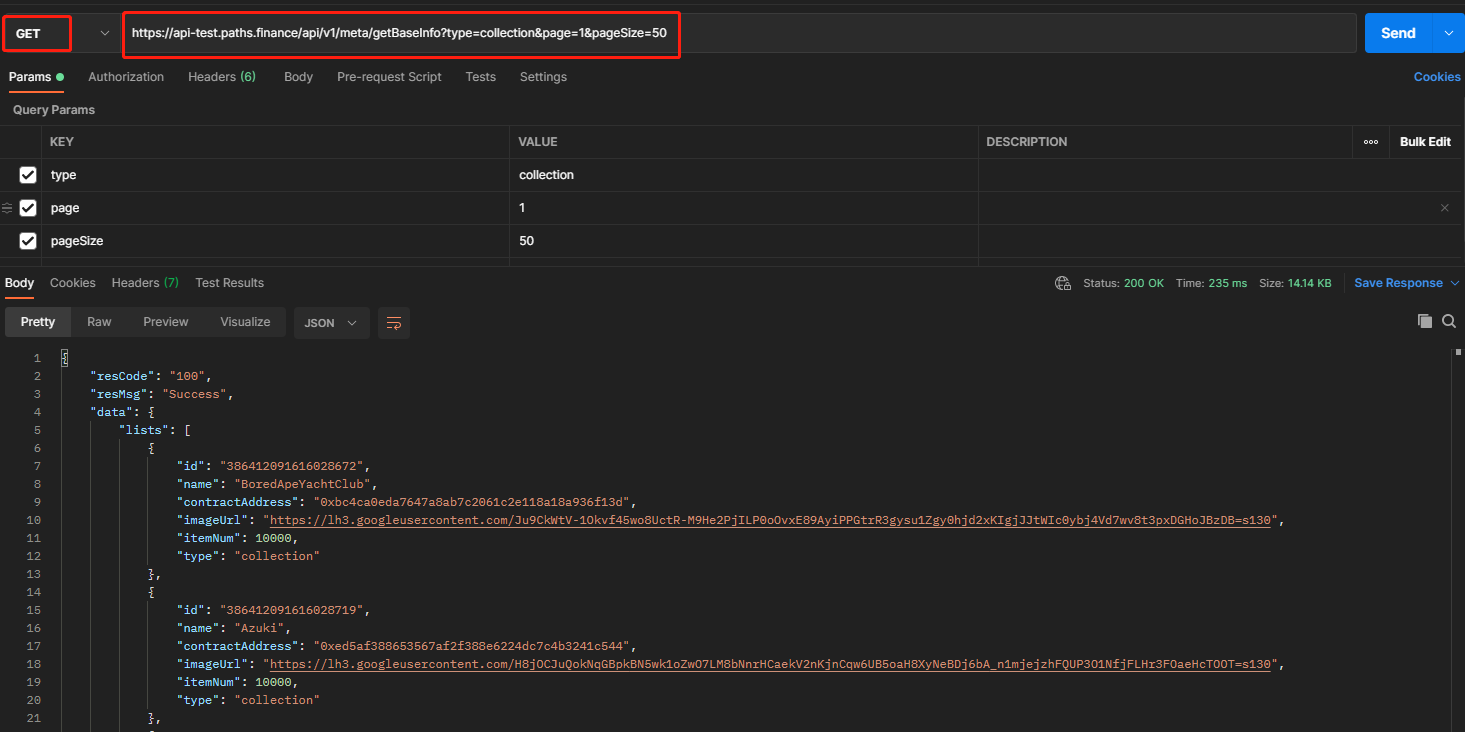 GET
https://api-test.paths.finance/api/v1/meta/getBaseInfo?type=collection&page=1&pageSize=50
Send
Params
Authorization
Headers (6)
Body
Pre-request Script
Tests
Settings
Cookies
Query Params
KEY VALUE DESCRIPTION ooo Bulk Edit
type collection
page 1
pageSize 50
Body Cookies Headers (7) Test Results Status: 200 OK Time: 235 ms Size: 14.14 KB Save Response
Pretty Raw Preview Visualize JSON
1 {
2 "resCode": "100",
3 "resMsg": "Success",
4 "data": {
5 "lists": [
6 {
7 "id": "386412091616028672",
8 "name": "BoredApeYachtClub",
9 "contractAddress": "0xbc4ca0eda7647a8ab7c2061c2e118a18a936f13d",
10 "imageUrl": "https://lh3.googleusercontent.com/Ju9CkWtV-1Okvf45wo8UctR-M9He2PjILP0oOvxE89AyiPPGtrR3gysu1Zgy0hjd2xKIgjJJtWIc0ybj4Vd7wv8t3pxDGHoJBzDB=s130",
11 "itemNum": 10000,
12 "type": "collection"
13 },
14 {
15 "id": "386412091616028719",
16 "name": "Azuki",
17 "contractAddress": "0xed5af388653567af2f388e6224dc7c4b3241c544",
18 "imageUrl": "https://lh3.googleusercontent.com/H8jOCJuQokNqGBpkBN5wk1oZwO7LM8bNnrHCaekV2nKjnCqw6UB5oaH8XyNeBDj6bA_n1mjejzhFQUP3O1NfjFLHr3FOaeHcTOOT=s130",
19 "itemNum": 10000,
20 "type": "collection"
21 },